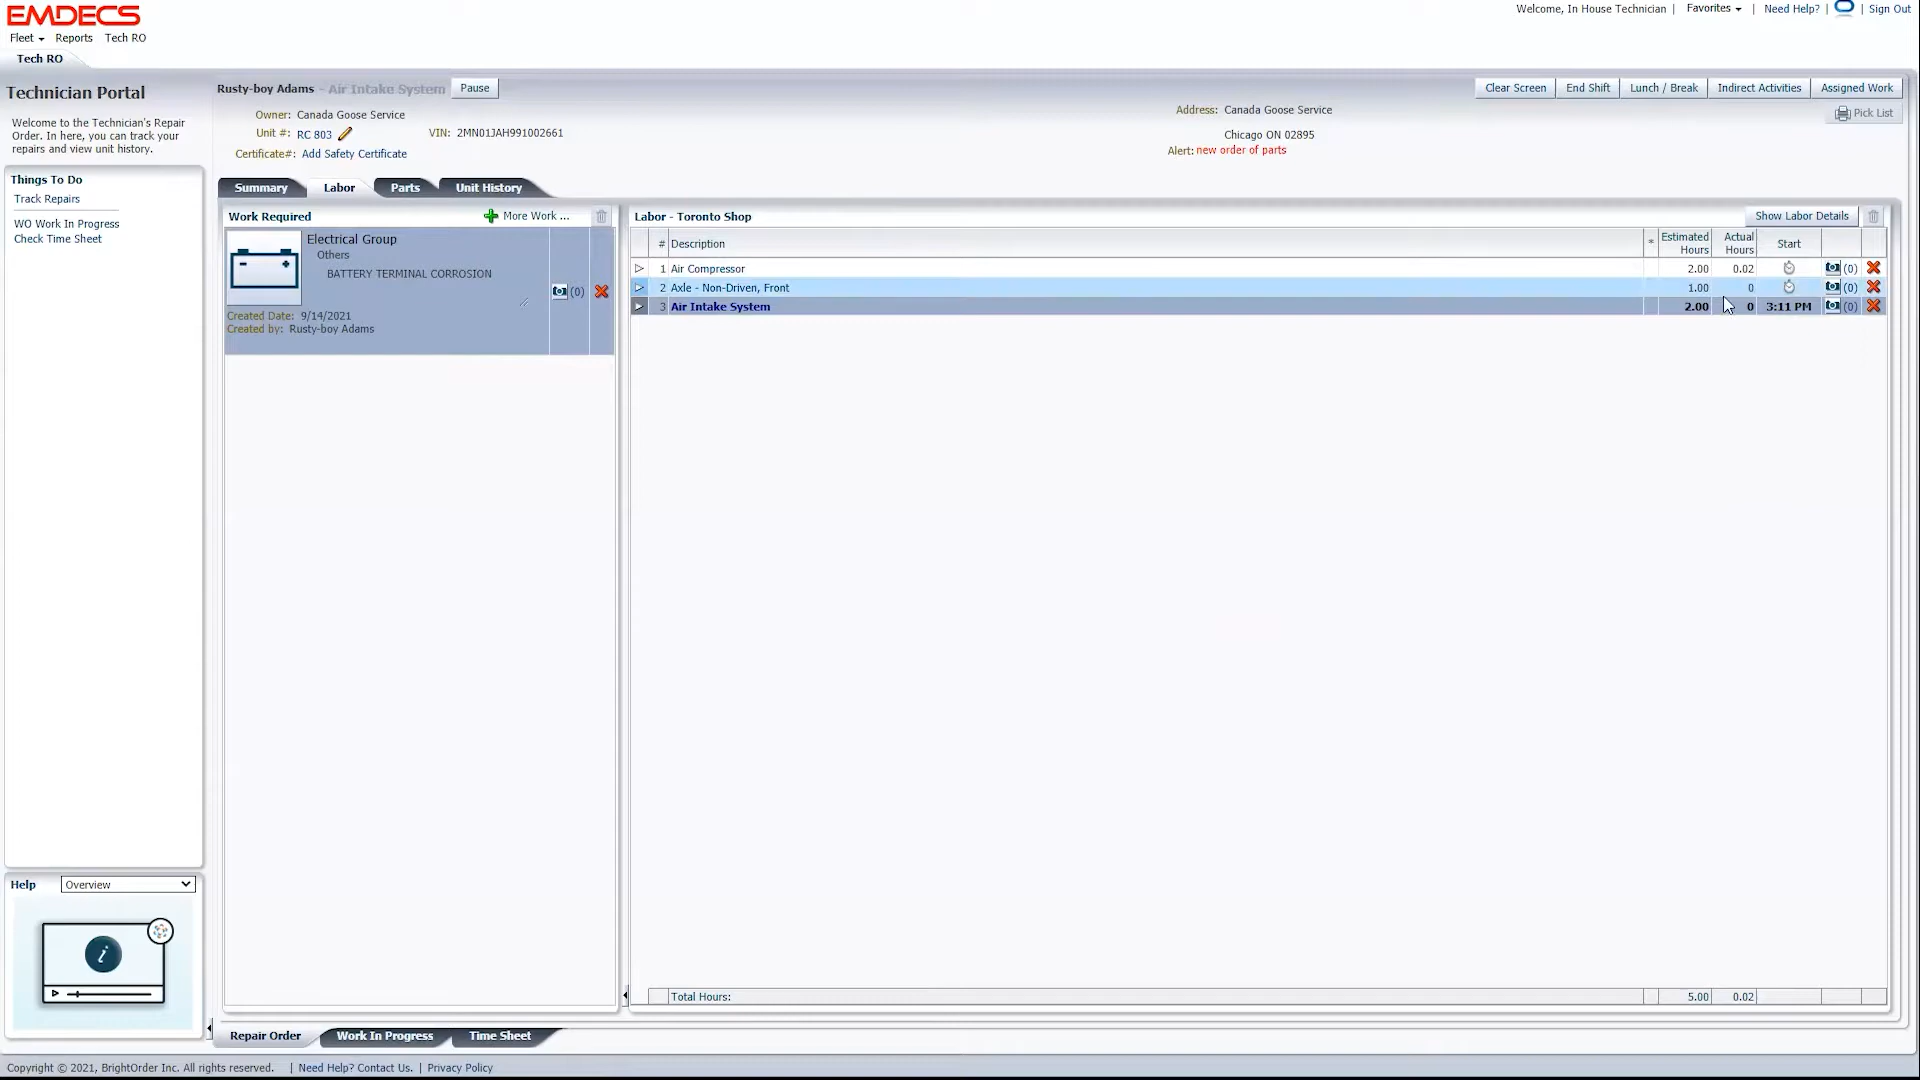 EMDECS
Welcome, In House Technician | Favorites | Need Help? | | Sign Out
Fleet Reports Tech RO
Tech RO
Technician Portal
Welcome to the Technician's Repair
Order. In here, you can track your
repairs and view unit history.
Things To Do
Track Repairs
WO Work In Progress
Check Time Sheet
Rusty-boy Adams - Air Intake System Pause
Clear Screen End Shift Lunch / Break Indirect Activities Assigned Work
Pick List
Owner: Canada Goose Service
Unit #: RC 803 VIN: 2MN01JAH991002661
Certificate#: Add Safety Certificate
Address: Canada Goose Service
Chicago ON 02895
Alert: new order of parts
Summary Labor Parts Unit History
Work Required More Work ...
Electrical Group
Others
BATTERY TERMINAL CORROSION
(0)
Created Date: 9/14/2021
Created by: Rusty-boy Adams
Labor - Toronto Shop Show Labor Details
# Description * Estimated Hours Actual Hours Start
1 Air Compressor 2.00 0.02 (0)
2 Axle - Non-Driven, Front 1.00 0 (0)
3 Air Intake System 2.00 0 3:11 PM (0)
Total Hours: 5.00 0.02
Help Overview
i
Repair Order Work In Progress Time Sheet
Copyright © 2021, BrightOrder Inc. All rights reserved. | Need Help? Contact Us. | Privacy Policy